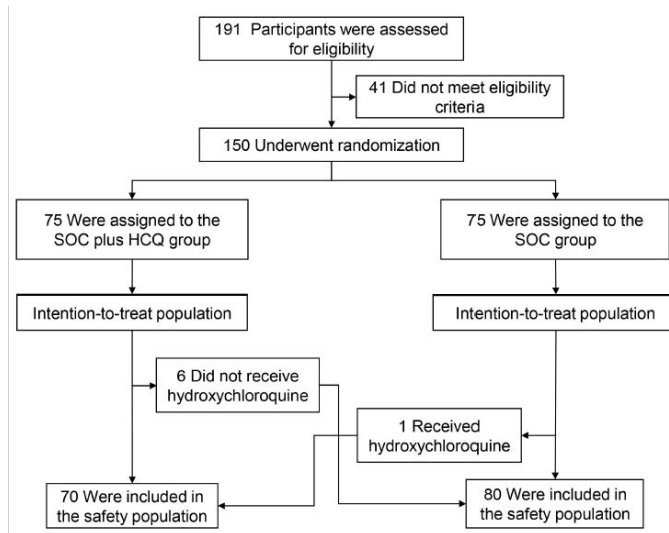 191 Participants were assessed
for eligibility
41 Did not meet eligibility
criteria
150 Underwent randomization
75 Were assigned to the
SOC plus HCQ group
75 Were assigned to the
SOC group
Intention-to-treat population
Intention-to-treat population
6 Did not receive
hydroxychloroquine
1 Received
hydroxychloroquine
70 Were included in
the safety population
80 Were included in
the safety population